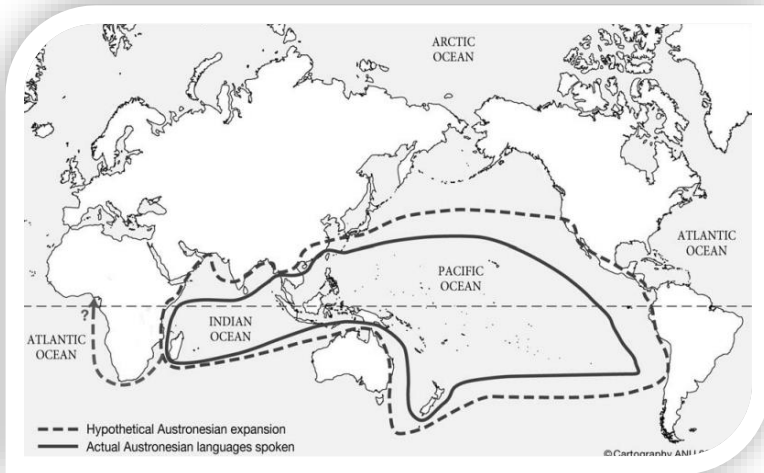 ARCTIC
OCEAN
ATLANTIC
OCEAN
PACIFIC
OCEAN
?
INDIAN
OCEAN
ATLANTIC
OCEAN
Hypothetical Austronesian expansion
Actual Austronesian languages spoken
©Cartography ANU